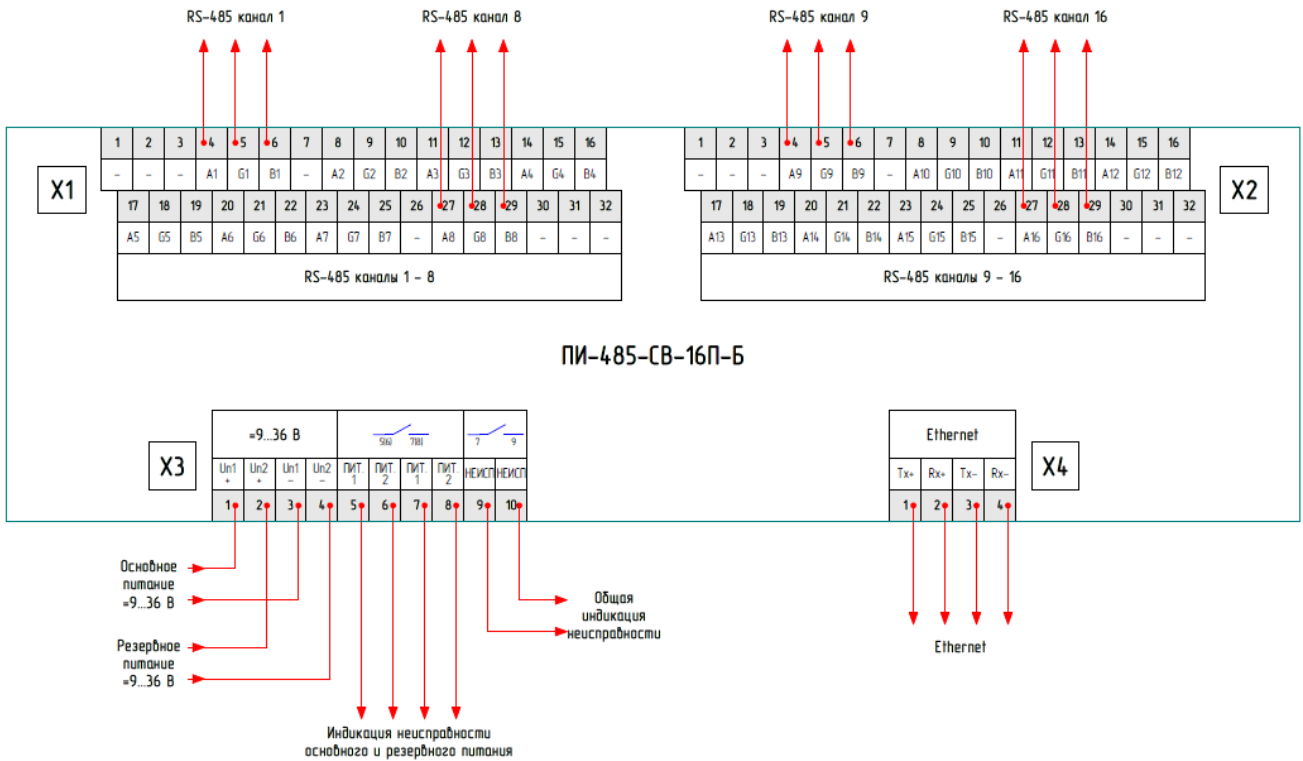 RS-485 канал 1 RS-485 канал 8 RS-485 канал 9 RS-485 канал 16
X1
1 2 3 4 5 6 7 8 9 10 11 12 13 14 15 16
– – – A1 G1 B1 – A2 G2 B2 A3 G3 B3 A4 G4 B4
17 18 19 20 21 22 23 24 25 26 27 28 29 30 31 32
A5 G5 B5 A6 G6 B6 A7 G7 B7 – A8 G8 B8 – – –
RS-485 каналы 1 – 8
1 2 3 4 5 6 7 8 9 10 11 12 13 14 15 16
– – – A9 G9 B9 – A10 G10 B10 A11 G11 B11 A12 G12 B12
17 18 19 20 21 22 23 24 25 26 27 28 29 30 31 32
A13 G13 B13 A14 G14 B14 A15 G15 B15 – A16 G16 B16 – – –
RS-485 каналы 9 – 16
X2
ПИ-485-СВ-16П-Б
X3
=9...36 В 5(6) 7(8) 7 9
Un1 + Un2 + Un1 – Un2 – ПИТ. 1 ПИТ. 2 ПИТ. 1 ПИТ. 2 НЕИСП НЕИСП
1 2 3 4 5 6 7 8 9 10
Ethernet
Tx+ Rx+ Tx- Rx-
1 2 3 4
X4
Основное
питание
=9...36 В
Резервное
питание
=9...36 В
Общая
индикация
неисправности
Индикация неисправности
основного и резервного питания
Ethernet